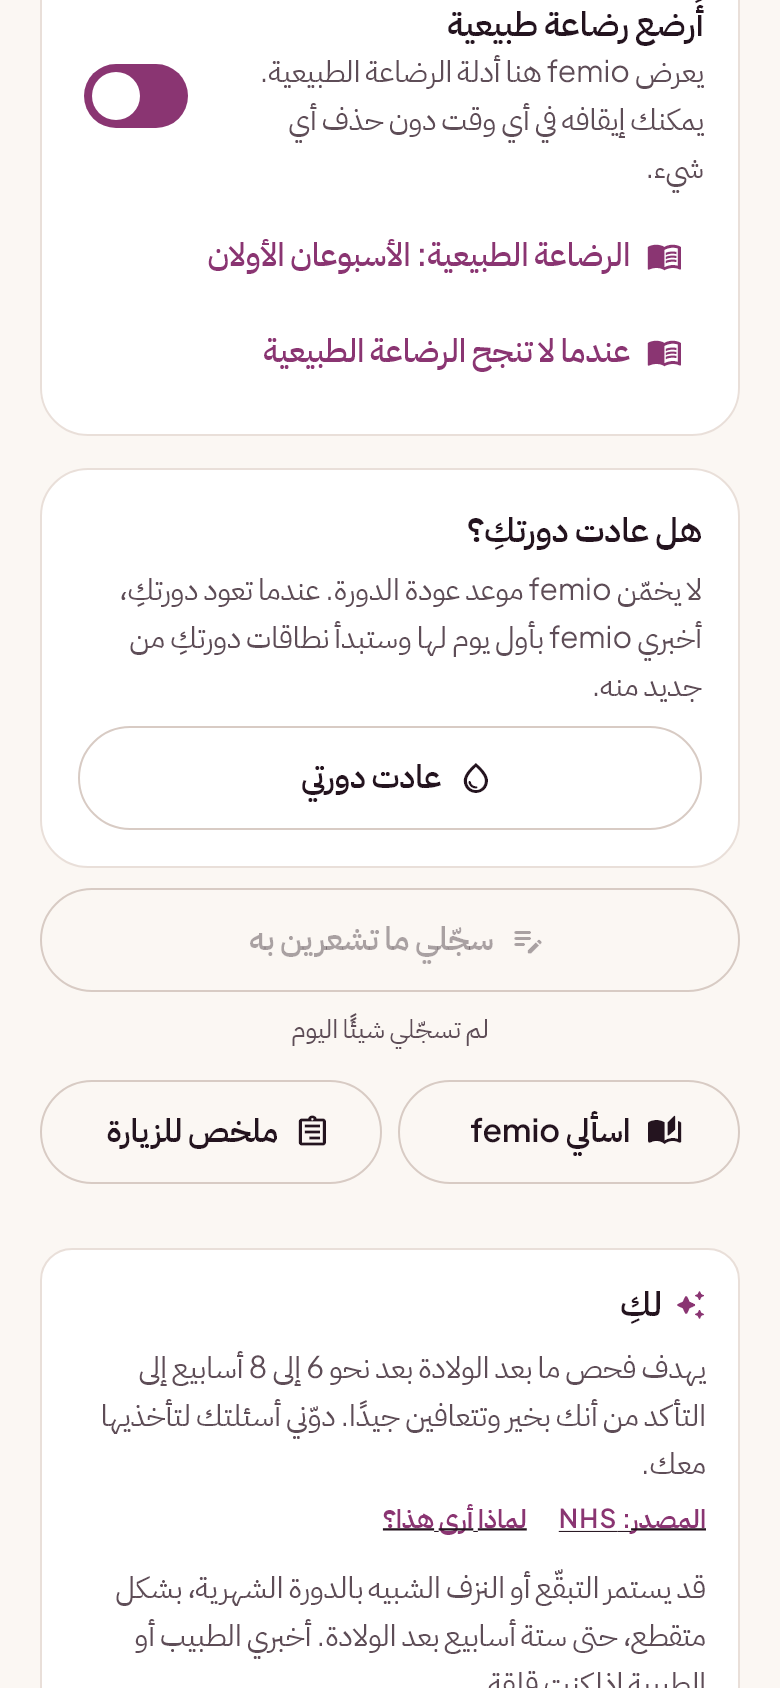 أُرضع رضاعة طبيعية
يعرض femio هنا أدلة الرضاعة الطبيعية.
يمكنك إيقافه في أي وقت دون حذف أي
شيء.
الرضاعة الطبيعية: الأسبوعان الأولان
عندما لا تنجح الرضاعة الطبيعية
هل عادت دورتكِ؟
لا يخمّن femio موعد عودة الدورة. عندما تعود دورتكِ،
أخبري femio بأول يوم لها وستبدأ نطاقات دورتكِ من
جديد منه.
عادت دورتي
سجّلي ما تشعرين به
لم تسجّلي شيئًا اليوم
اسألي femio
ملخص للزيارة
لكِ
يهدف فحص ما بعد الولادة بعد نحو 6 إلى 8 أسابيع إلى
التأكد من أنك بخير وتتعافين جيدًا. دوّني أسئلتك لتأخذيها
معك.
المصدر: NHS لماذا أرى هذا؟
قد يستمر التبقّع أو النزف الشبيه بالدورة الشهرية، بشكل
متقطع، حتى ستة أسابيع بعد الولادة. أخبري الطبيب أو
الطبيبة إذا كنت قلقة